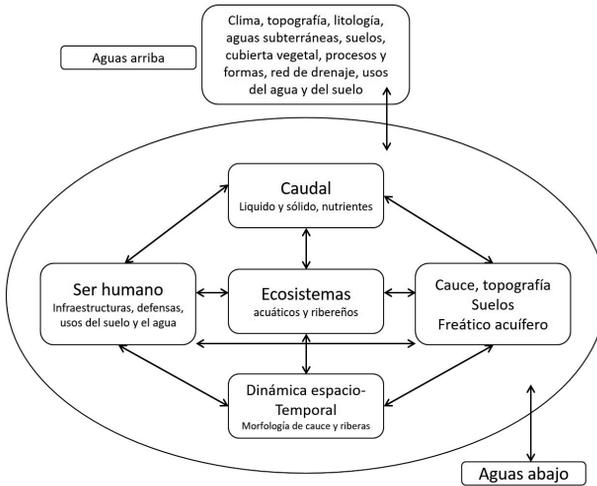 Clima, topografía, litología,
aguas subterráneas, suelos,
cubierta vegetal, procesos y
formas, red de drenaje, usos
del agua y del suelo
Aguas arriba
Caudal
Liquido y sólido, nutrientes
Ser humano
Infraestructuras, defensas,
usos del suelo y el agua
Ecosistemas
acuáticos y ribereños
Cauce, topografía
Suelos
Freático acuífero
Dinámica espacio-
Temporal
Morfología de cauce y riberas
Aguas abajo